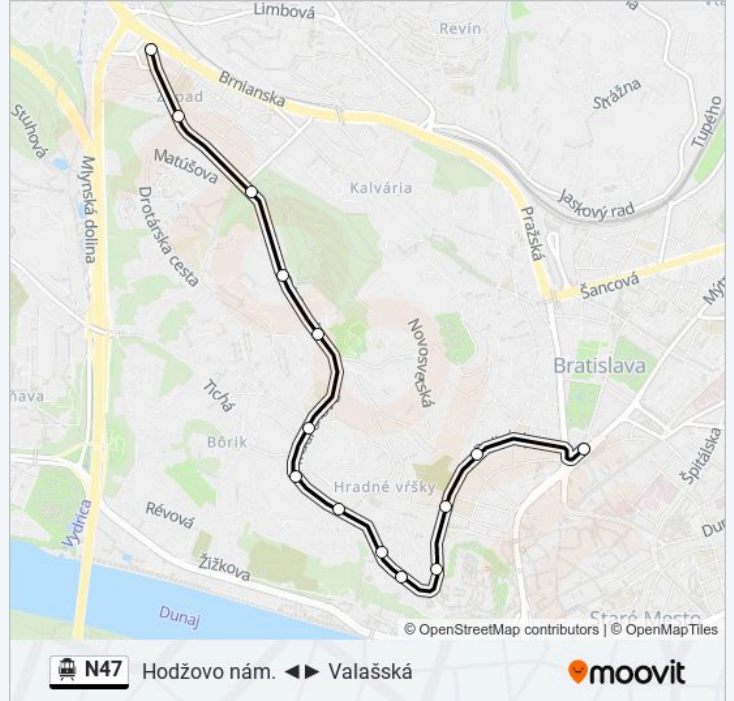 Limbová
Revín
Brnianska
Západ
Strážna
Tupého
Stuhová
Matúšova
Mlynská dolina
Kalvária
Drotárska cesta
Jaskový rad
Pražská
Šancová
Novosvetská
Bratislava
Tichá
Bôrik
Hradné vŕšky
Špitálska
Vydrica
Révová
Žižkova
Dunaj
Staré Mesto
© OpenStreetMap contributors | © OpenMapTiles
N47 Hodžovo nám. ◄► Valašská
moovit